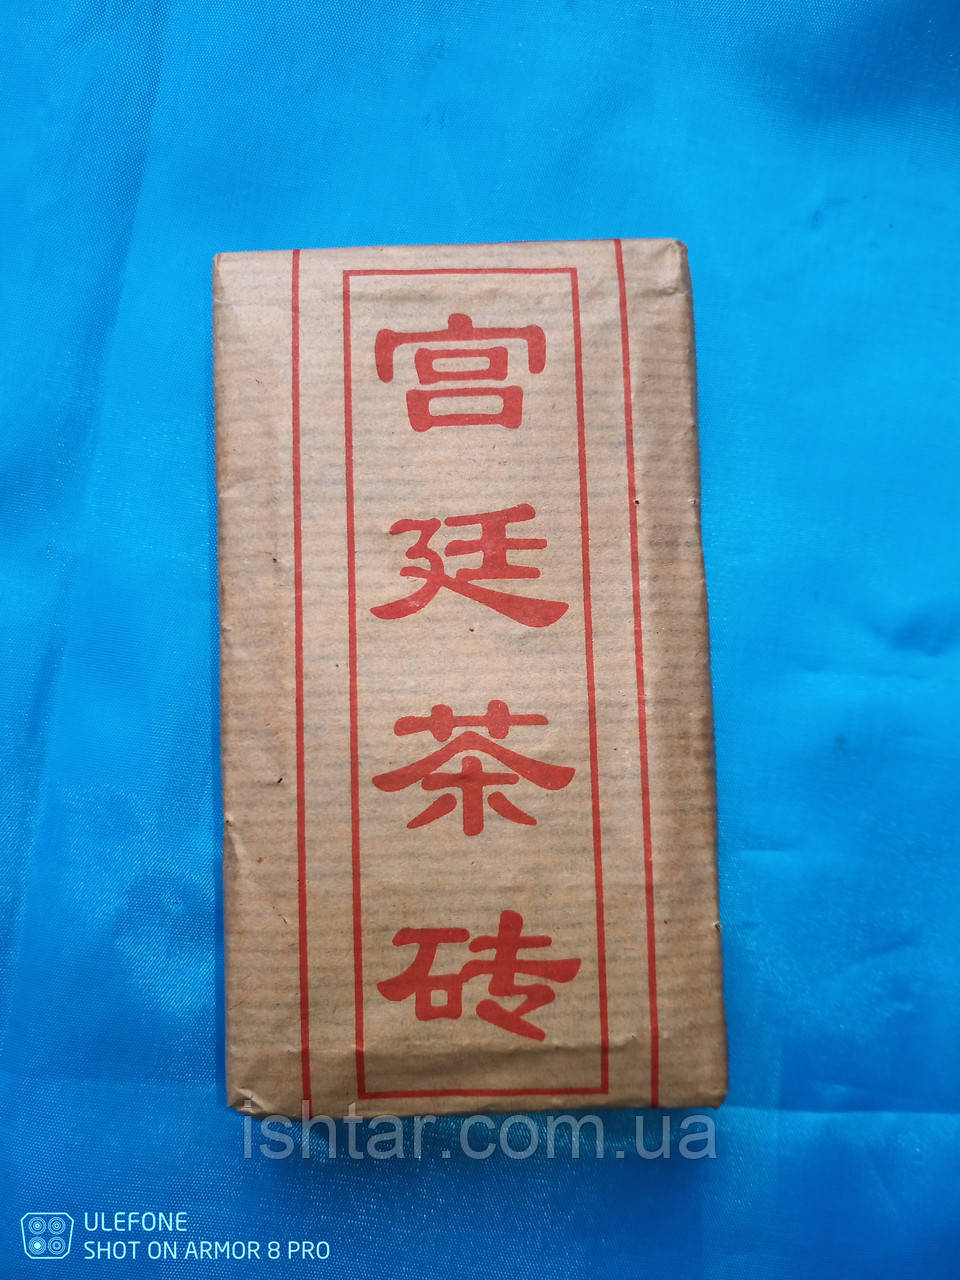 宫廷茶砖
ishtar.com.ua
ULEFONE
SHOT ON ARMOR 8 PRO